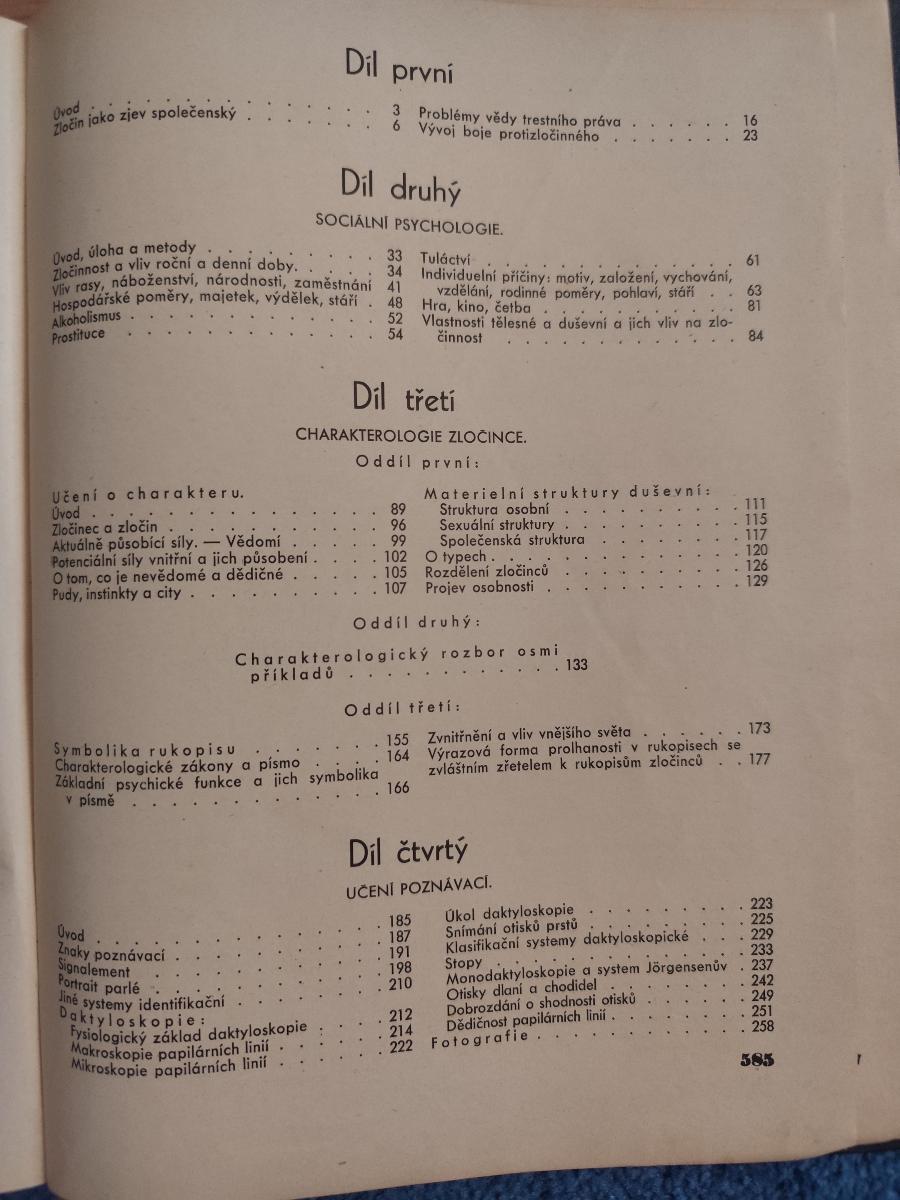 Díl první
Úvod . . . . . . . . . . . . 3
Zločin jako zjev společenský . . . . . . 6
Problémy vědy trestního práva . . . . . . 16
Vývoj boje protizločinného . . . . . . . 23
Díl druhý
SOCIÁLNÍ PSYCHOLOGIE.
Úvod, úloha a metody . . . . . . . . 33
Zločinnost a vliv roční a denní doby. . . . . 34
Vliv rasy, náboženství, národnosti, zaměstnání 41
Hospodářské poměry, majetek, výdělek, stáří . 48
Alkoholismus . . . . . . . . . . . 52
Prostituce . . . . . . . . . . . 54
Tuláctví . . . . . . . . . . . 61
Individuelní příčiny: motiv, založení, vychování,
vzdělání, rodinné poměry, pohlaví, stáří . . 63
Hra, kino, četba . . . . . . . . . 81
Vlastnosti tělesné a duševní a jich vliv na zlo-
činnost . . . . . . . . . . 84
Díl třetí
CHARAKTEROLOGIE ZLOČINCE.
Oddíl první:
Učení o charakteru.
Úvod . . . . . . . . . . . . . 89
Zločinec a zločin . . . . . . . . . . 96
Aktuálně působící síly. — Vědomí . . . . . 99
Potenciální síly vnitřní a jich působení . . . . 102
O tom, co je nevědomé a dědičné . . . . . 105
Pudy, instinkty a city . . . . . . . . . 107
Materielní struktury duševní:
Struktura osobní . . . . . . . . . 111
Sexuální struktury . . . . . . . . . 115
Společenská struktura . . . . . . . 117
O typech . . . . . . . . . . . . 120
Rozdělení zločinců . . . . . . . . . 126
Projev osobnosti . . . . . . . . . . 129
Oddíl druhý:
Charakterologický rozbor osmi
příkladů . . . . . . . . . . . 133
Oddíl třetí:
Symbolika rukopisu . . . . . . . 155
Charakterologické zákony a písmo . . . . 164
Základní psychické funkce a jich symbolika
v písmě . . . . . . . . . . . 166
Zvnitřnění a vliv vnějšího světa . . . . . . 173
Výrazová forma prolhanosti v rukopisech se
zvláštním zřetelem k rukopisům zločinců . . 177
Díl čtvrtý
UČENÍ POZNÁVACÍ.
Úvod . . . . . . . . . . . . 185
Znaky poznávací . . . . . . . . . 187
Signalement . . . . . . . . . . 191
Portrait parlé . . . . . . . . . . 198
Jiné systemy identifikační . . . . . . . 210
Daktyloskopie:
Fysiologický základ daktyloskopie . . . . 212
Makroskopie papilárních linií . . . . . 214
Mikroskopie papilárních linií . . . . . 222
Úkol daktyloskopie . . . . . . . . 223
Snímání otisků prstů . . . . . . . . 225
Klasifikační systemy daktyloskopické . . . 229
Stopy . . . . . . . . . . . 233
Monodaktyloskopie a system Jörgensenův . 237
Otisky dlaní a chodidel . . . . . . . 242
Dobrozdání o shodnosti otisků . . . . . 249
Dědičnost papilárních linií . . . . . . . 251
Fotografie . . . . . . . . . . . 258
585